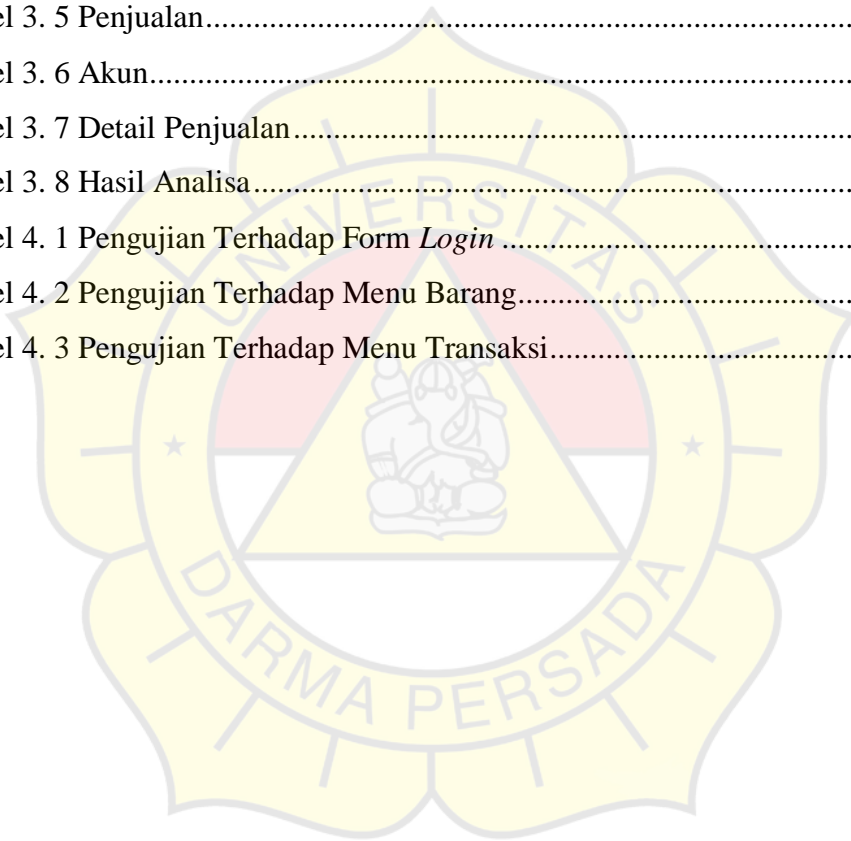 el 3. 5 Penjualan
el 3. 6 Akun
el 3. 7 Detail Penjualan
el 3. 8 Hasil Analisa
el 4. 1 Pengujian Terhadap Form Login
el 4. 2 Pengujian Terhadap Menu Barang
el 4. 3 Pengujian Terhadap Menu Transaksi
UNIVERSITAS
DARMA PERSADA